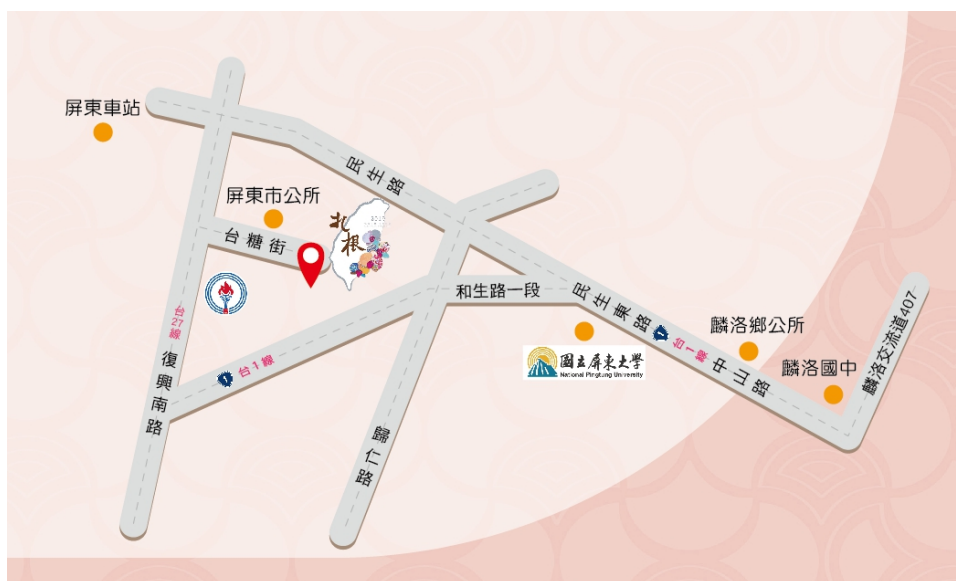 屏東車站
民生路
屏東市公所
台糖街
北根
台27線
復興南路
台1線
和生路一段
民生東路
台1線
中山路
國立屏東大學
National Pingtung University
麟洛鄉公所
麟洛國中
麟洛交流道407
歸仁路